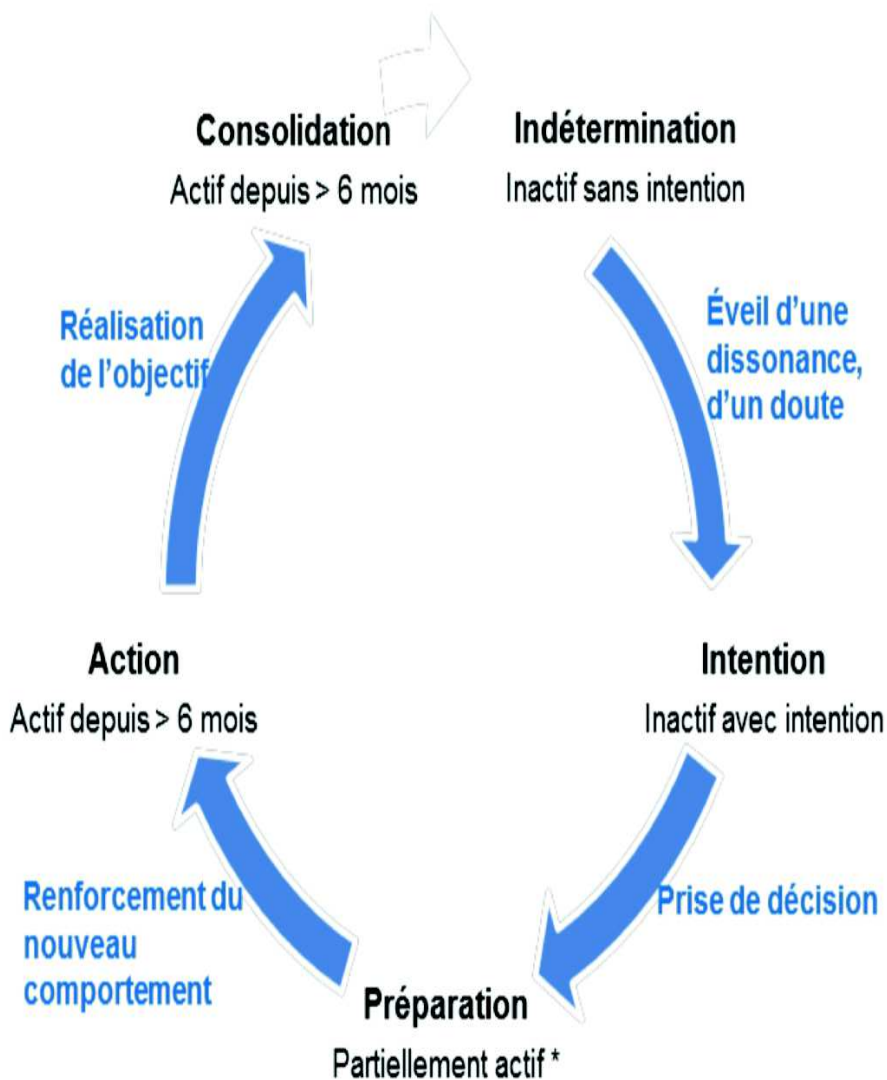 Consolidation
Actif depuis > 6 mois
Indétermination
Inactif sans intention
Éveil d’une
dissonance,
d’un doute
Intention
Inactif avec intention
Prise de décision
Préparation
Partiellement actif *
Renforcement du
nouveau
comportement
Action
Actif depuis > 6 mois
Réalisation
de l’objectif